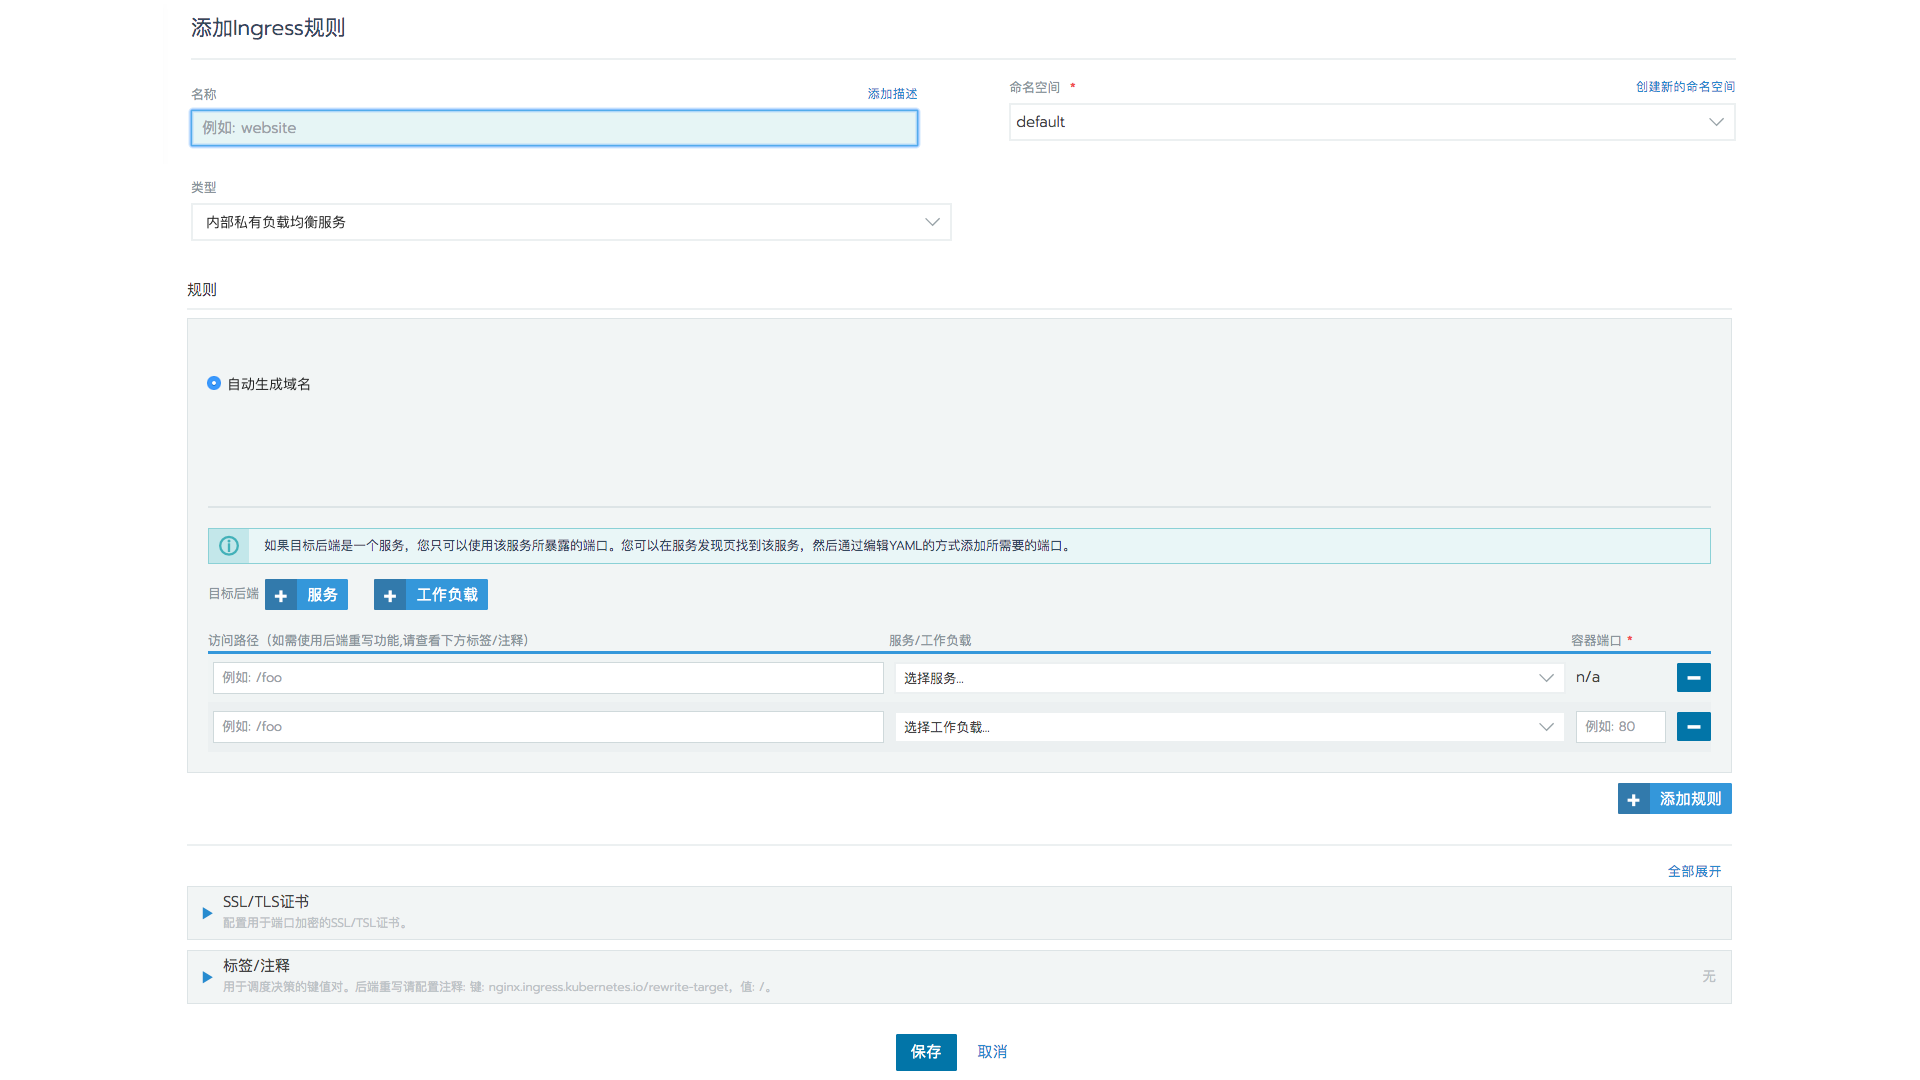 添加Ingress规则
名称
添加描述
命名空间 *
创建新的命名空间
例如: website
default
类型
内部私有负载均衡服务
规则
自动生成域名
如果目标后端是一个服务，您只可以使用该服务所暴露的端口。您可以在服务发现页找到该服务，然后通过编辑YAML的方式添加所需要的端口。
目标后端
+ 服务
+ 工作负载
访问路径（如需使用后端重写功能,请查看下方标签/注释）
服务/工作负载
容器端口 *
例如: /foo
选择服务...
n/a
例如: /foo
选择工作负载...
例如: 80
+ 添加规则
全部展开
SSL/TLS证书
配置用于端口加密的SSL/TSL证书。
标签/注释
用于调度决策的键值对。后端重写请配置注释: 键: nginx.ingress.kubernetes.io/rewrite-target，值: /。
无
保存
取消